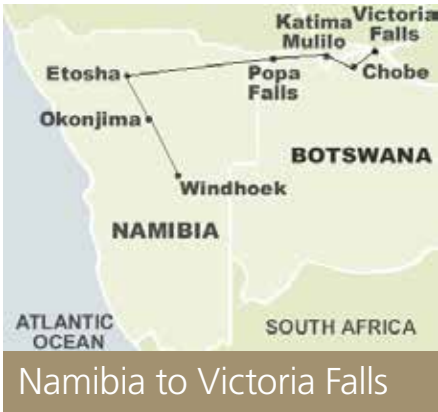 Katima Mulilo
Victoria Falls
Etosha
Popa Falls
Chobe
Okonjima
BOTSWANA
Windhoek
NAMIBIA
ATLANTIC OCEAN
SOUTH AFRICA
Namibia to Victoria Falls